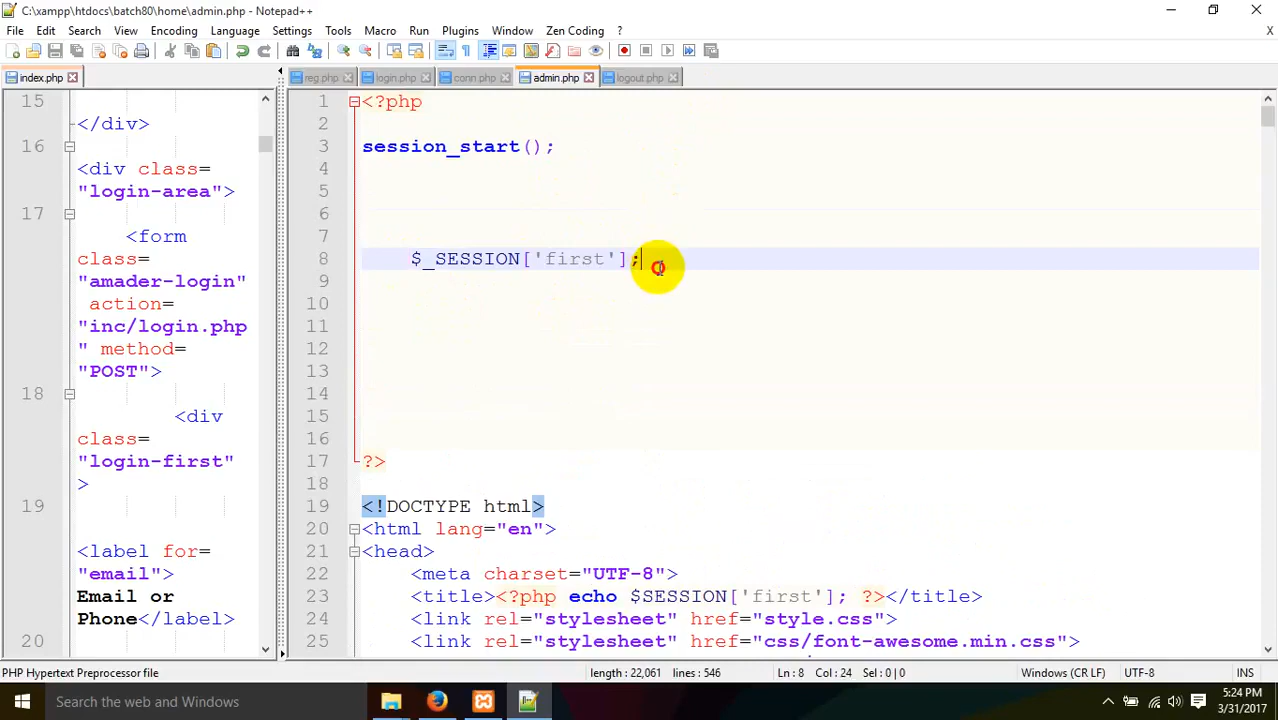 C:\xampp\htdocs\batch80\home\admin.php - Notepad++
File Edit Search View Encoding Language Settings Tools Macro Run Plugins Window Zen Coding ? X
index.php
reg.php login.php conn.php admin.php logout.php
15
</div>
16
<div class=
"login-area">
17
<form
class=
"amader-login"
action=
"inc/login.php
" method=
"POST">
18
<div
class=
"login-first"
>
19
<label for=
"email">
Email or
Phone</label>
20
1 <?php
2
3 session_start();
4
5
6
7
8 $_SESSION['first'];
9
10
11
12
13
14
15
16
17 ?>
18
19 <!DOCTYPE html>
20 <html lang="en">
21 <head>
22 <meta charset="UTF-8">
23 <title><?php echo $SESSION['first']; ?></title>
24 <link rel="stylesheet" href="style.css">
25 <link rel="stylesheet" href="css/font-awesome.min.css">
PHP Hypertext Preprocessor file length : 22,061 lines : 546 Ln : 8 Col : 24 Sel : 0 | 0 Windows (CR LF) UTF-8 INS
Search the web and Windows
5:24 PM
3/31/2017